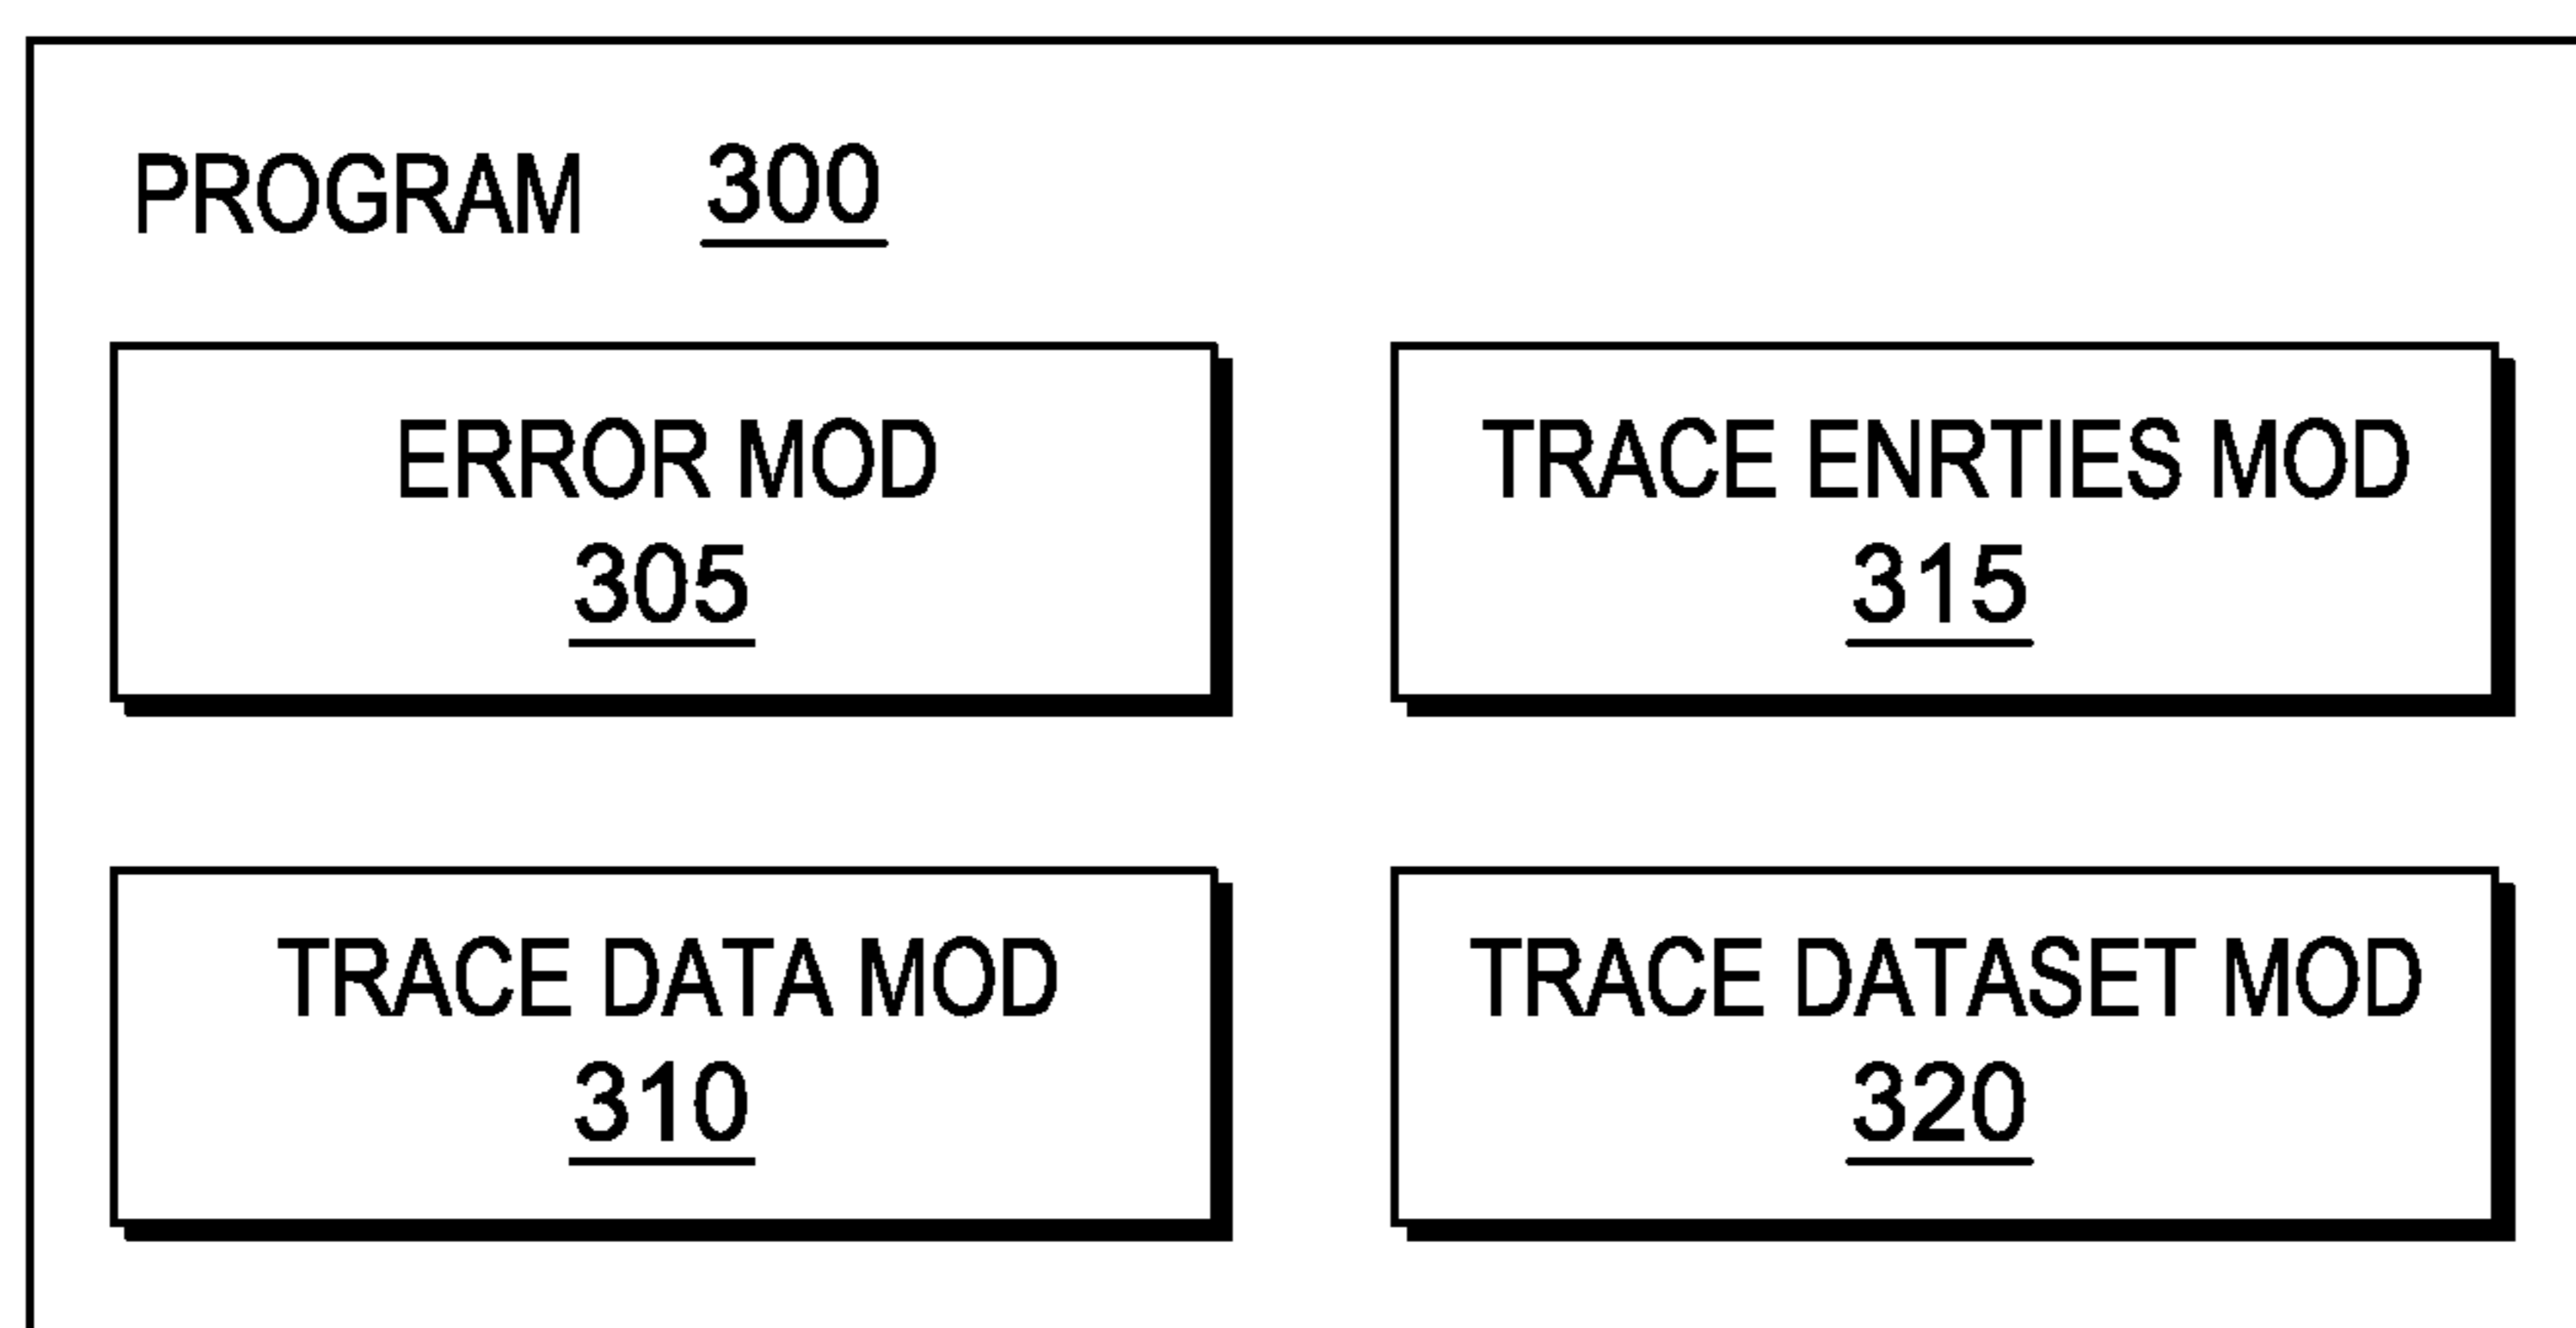 PROGRAM 300
ERROR MOD
305
TRACE ENRTIES MOD
315
TRACE DATA MOD
310
TRACE DATASET MOD
320